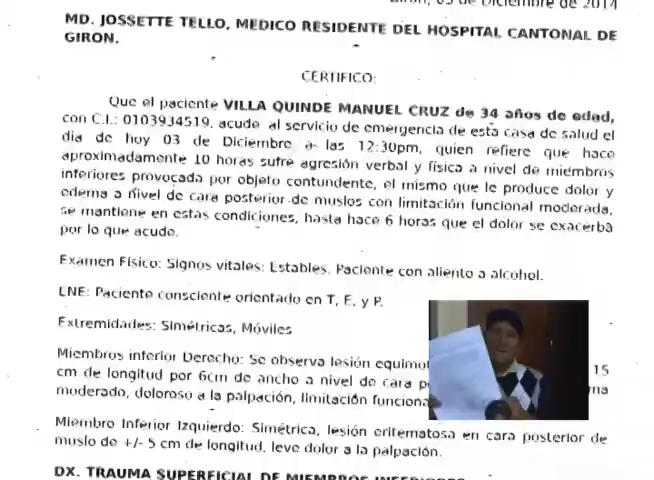 Girón, 03 de Diciembre de 2014
MD. JOSSETTE TELLO, MEDICO RESIDENTE DEL HOSPITAL CANTONAL DE
GIRON.
CERTIFICO:
Que el paciente VILLA QUINDE MANUEL CRUZ de 34 años de edad,
con C.I.: 0103934519, acude al servicio de emergencia de esta casa de salud el
dia de huy 03 de Diciembre a las 12:30pm, quien refiere que hace
aproximadamente 10 horas sufre agresión verbal y física a nivel de miembros
inferiores provocada por objeto contundente, el mismo que le produce dolor y
edema a nivel de cara posterior de muslos con limitación funcional moderada,
se mantiene en estas condiciones, hasta hace 6 horas que el dolor se exacerba
por lo que acude.
Examen Físico: Signos vitales: Estables. Paciente con aliento a alcohol.
ENE: Paciente consciente orientado en T, E, y P.
Extremidades: Simétricas, Móviles
Miembros inferior Derecho: Se observa lesión 15
cm de longitud por 6cm de ancho a nivel de cara
moderado, doloroso a la palpación, limitación
Miembro Inferior Izquierdo: Simétrica, lesión eritematosa en cara posterior de
muslo de +/- 5 cm de longitud, leve dolor a la palpación.
DX. TRAUMA SUPERFICIAL DE MIEMBROS INFERIORES